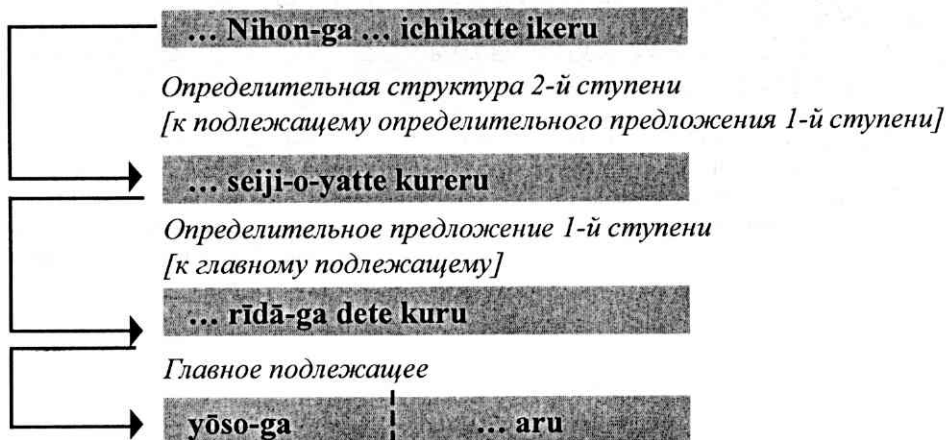 ... Nihon-ga ... ichikatte ikeru
Определительная структура 2-й ступени
[к подлежащему определительного предложения 1-й ступени]
... seiji-o-yatte kureru
Определительное предложение 1-й ступени
[к главному подлежащему]
... rīdā-ga dete kuru
Главное подлежащее
yōso-ga ... aru